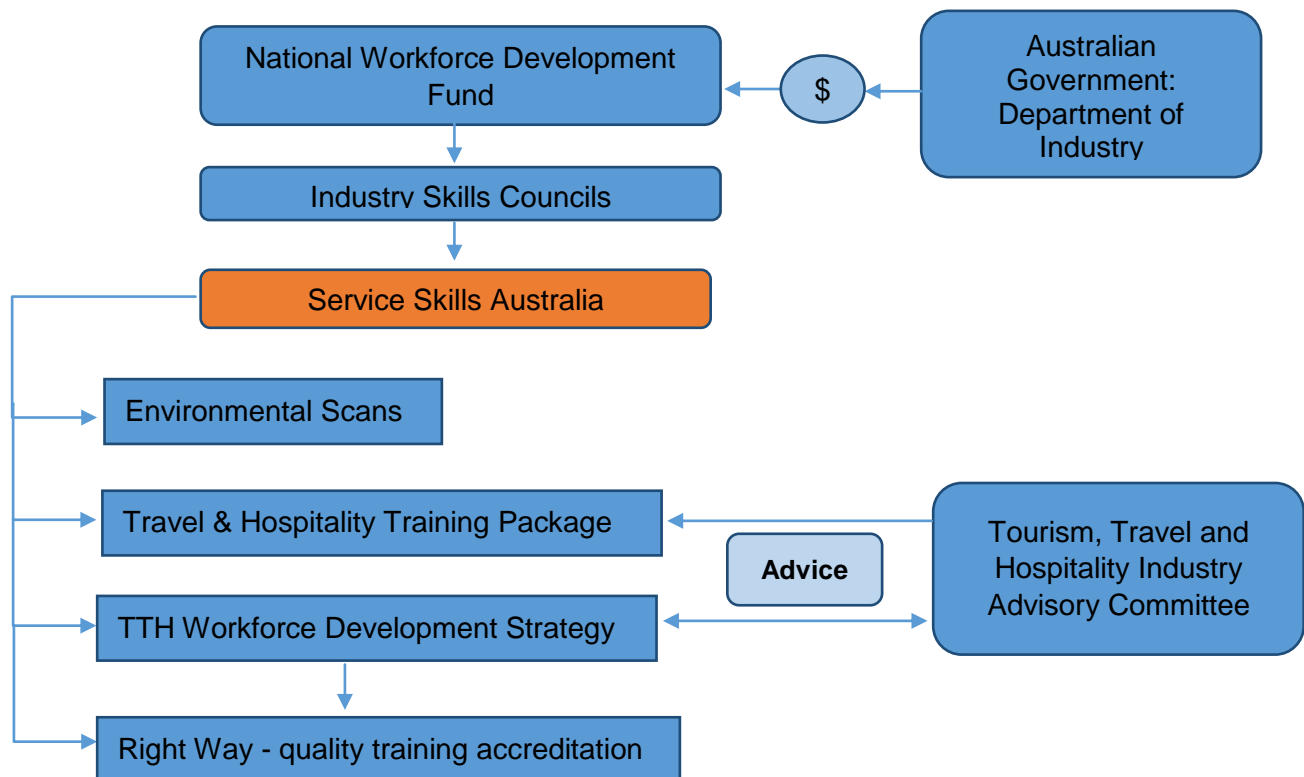 National Workforce Development
Fund
$
Australian
Government:
Department of
Industry
Industry Skills Councils
Service Skills Australia
Environmental Scans
Travel & Hospitality Training Package
Advice
Tourism, Travel and
Hospitality Industry
Advisory Committee
TTH Workforce Development Strategy
Right Way - quality training accreditation